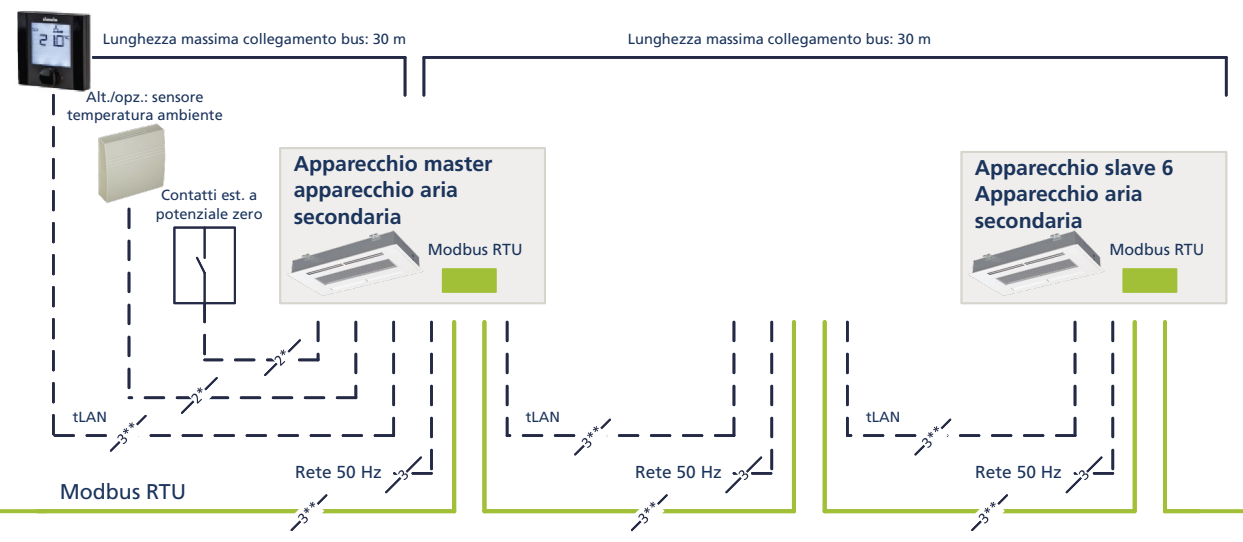 Lunghezza massima collegamento bus: 30 m
Lunghezza massima collegamento bus: 30 m
Alt./opz.: sensore
temperatura ambiente
Contatti est. a
potenziale zero
Apparecchio master
apparecchio aria
secondaria
Modbus RTU
Apparecchio slave 6
Apparecchio aria
secondaria
Modbus RTU
2*
2*
tLAN
3**
tLAN
3**
tLAN
3**
Rete 50 Hz
3
Rete 50 Hz
3
Rete 50 Hz
3
Modbus RTU
3**
3**
3**